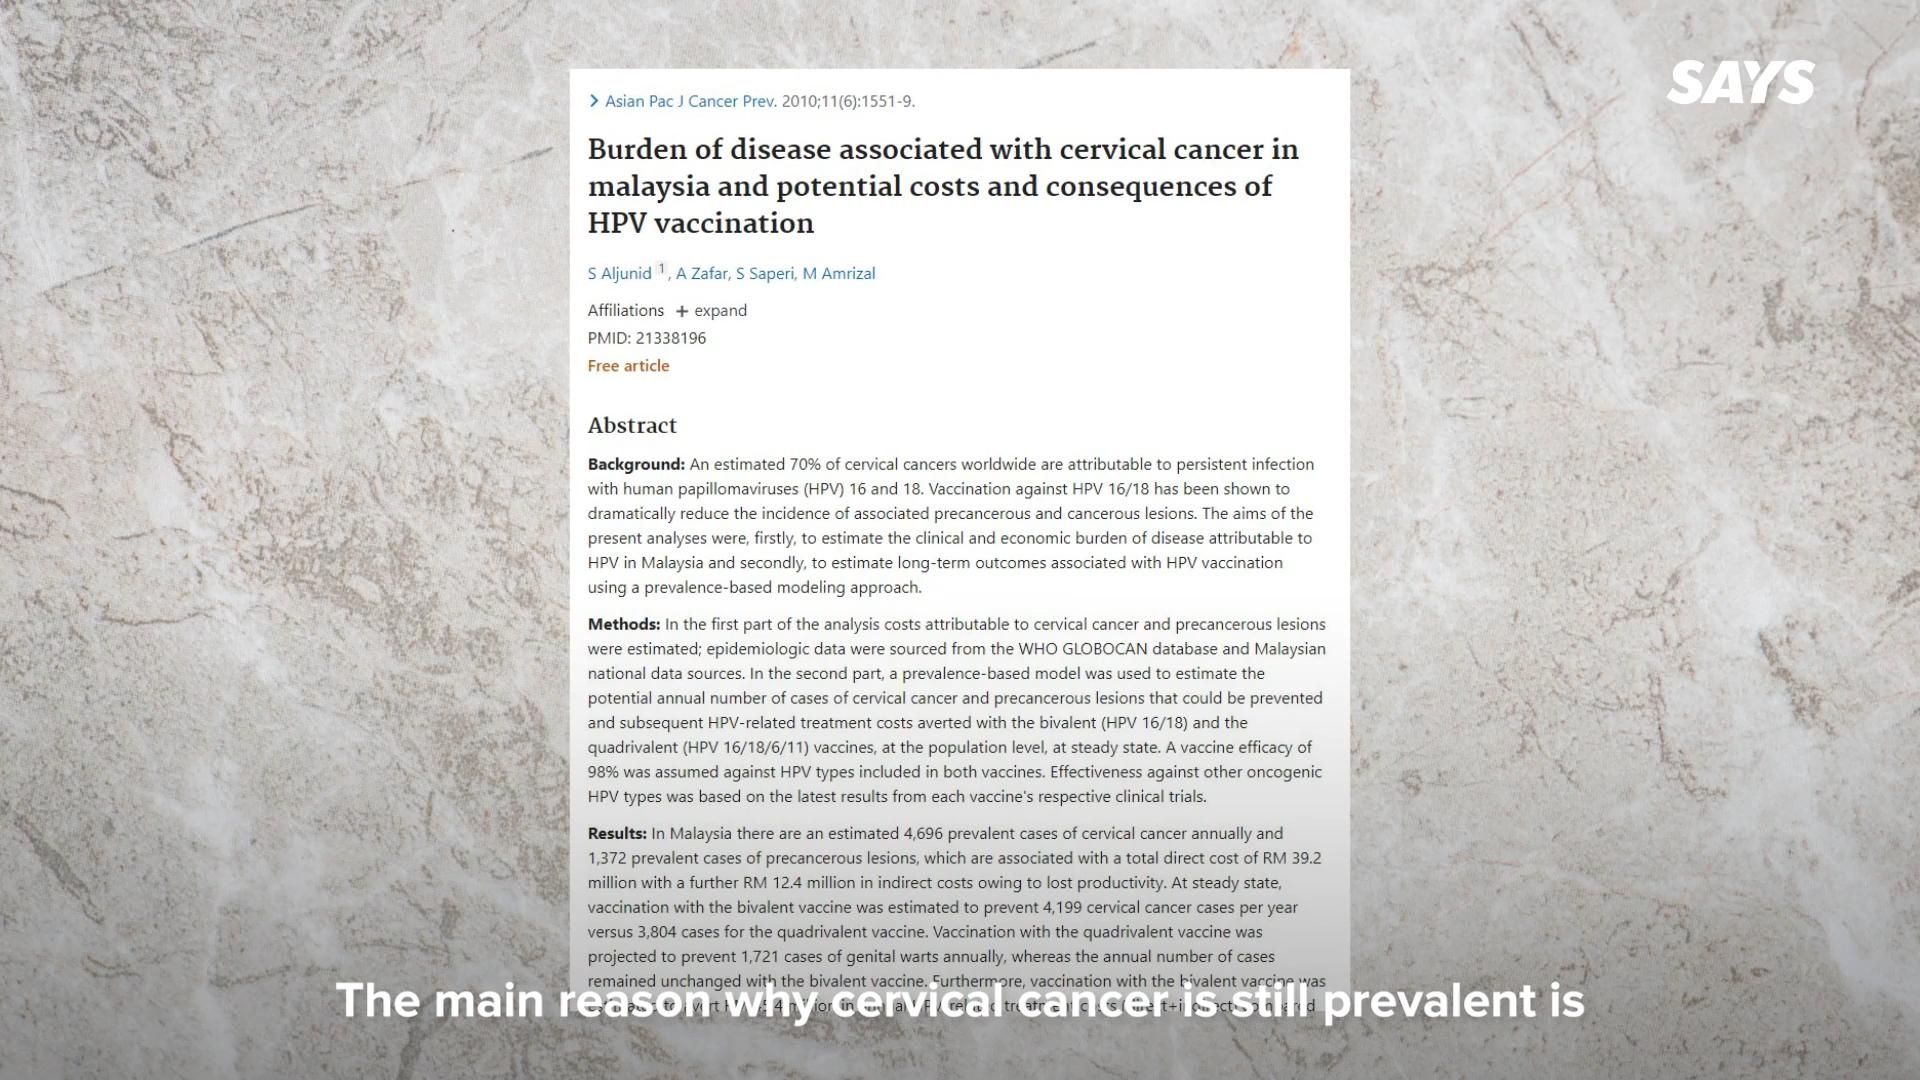 SAYS
Asian Pac J Cancer Prev. 2010;11(6):1551-9.
Burden of disease associated with cervical cancer in
malaysia and potential costs and consequences of
HPV vaccination
S Aljunid 1, A Zafar, S Saperi, M Amrizal
Affiliations + expand
PMID: 21338196
Free article
Abstract
Background: An estimated 70% of cervical cancers worldwide are attributable to persistent infection
with human papillomaviruses (HPV) 16 and 18. Vaccination against HPV 16/18 has been shown to
dramatically reduce the incidence of associated precancerous and cancerous lesions. The aims of the
present analyses were, firstly, to estimate the clinical and economic burden of disease attributable to
HPV in Malaysia and secondly, to estimate long-term outcomes associated with HPV vaccination
using a prevalence-based modeling approach.
Methods: In the first part of the analysis costs attributable to cervical cancer and precancerous lesions
were estimated; epidemiologic data were sourced from the WHO GLOBOCAN database and Malaysian
national data sources. In the second part, a prevalence-based model was used to estimate the
potential annual number of cases of cervical cancer and precancerous lesions that could be prevented
and subsequent HPV-related treatment costs averted with the bivalent (HPV 16/18) and the
quadrivalent (HPV 16/18/6/11) vaccines, at the population level, at steady state. A vaccine efficacy of
98% was assumed against HPV types included in both vaccines. Effectiveness against other oncogenic
HPV types was based on the latest results from each vaccine's respective clinical trials.
Results: In Malaysia there are an estimated 4,696 prevalent cases of cervical cancer annually and
1,372 prevalent cases of precancerous lesions, which are associated with a total direct cost of RM 39.2
million with a further RM 12.4 million in indirect costs owing to lost productivity. At steady state,
vaccination with the bivalent vaccine was estimated to prevent 4,199 cervical cancer cases per year
versus 3,804 cases for the quadrivalent vaccine. Vaccination with the quadrivalent vaccine was
projected to prevent 1,721 cases of genital warts annually, whereas the annual number of cases
remained unchanged with the bivalent vaccine. Furthermore, vaccination with the bivalent vaccine was
The main reason why cervical cancer is still prevalent is